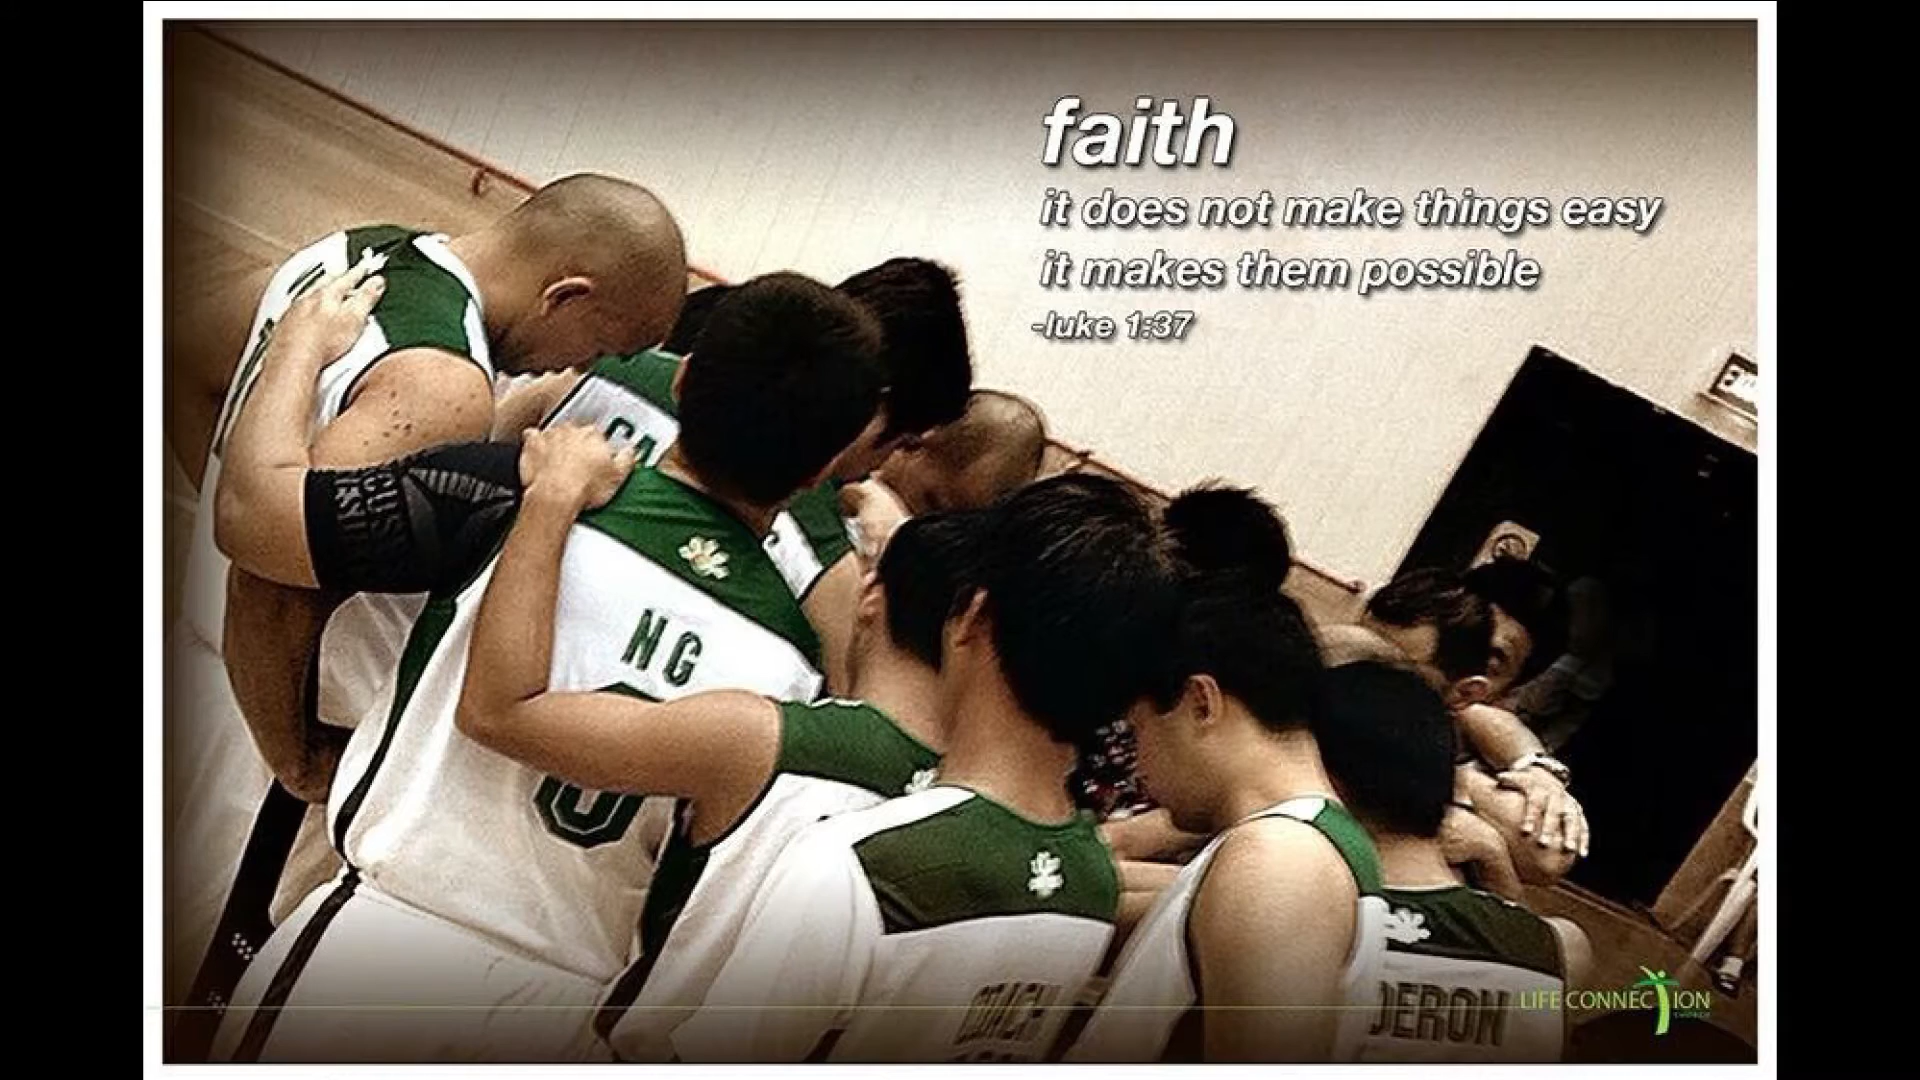 faith
it does not make things easy
it makes them possible
-luke 1:37
NG
JERON
LIFE CONNECTION